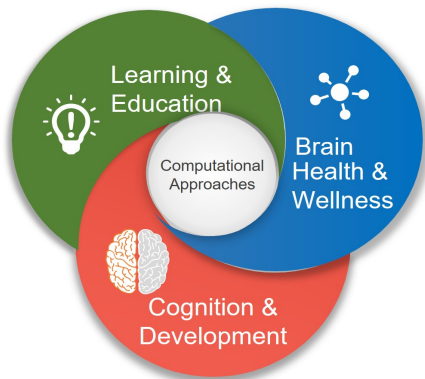 Learning &
Education
Brain
Health &
Wellness
Computational
Approaches
Cognition &
Development